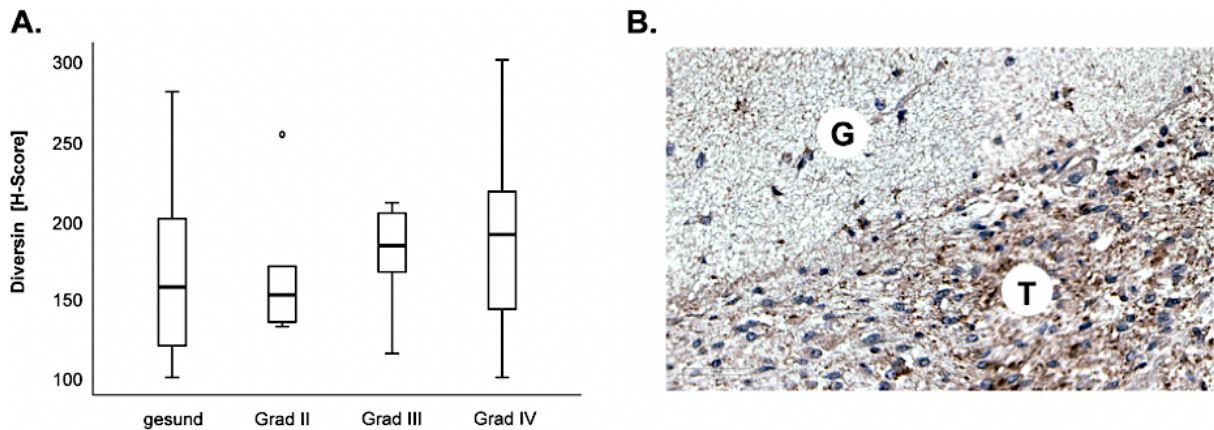 A.
B.
300
250
200
150
100
Diversin [H-Score]
gesund Grad II Grad III Grad IV
G
T